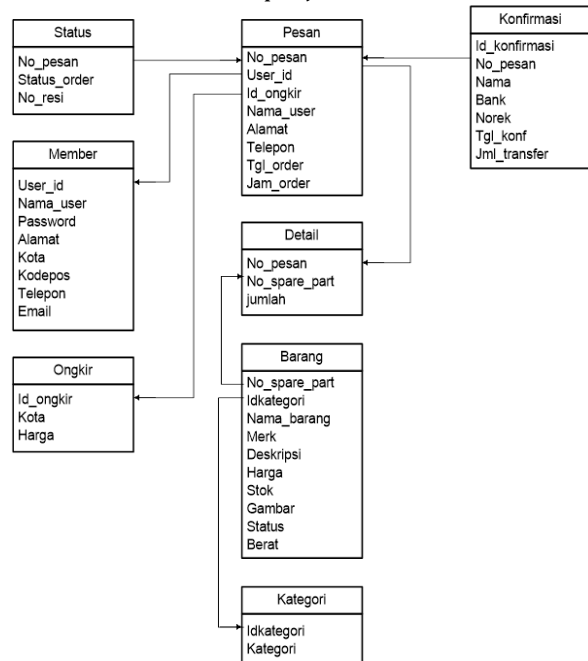 Status
No_pesan
Status_order
No_resi
Pesan
No_pesan
User_id
Id_ongkir
Nama_user
Alamat
Telepon
Tgl_order
Jam_order
Konfirmasi
Id_konfirmasi
No_pesan
Nama
Bank
Norek
Tgl_konf
Jml_transfer
Member
User_id
Nama_user
Password
Alamat
Kota
Kodepos
Telepon
Email
Detail
No_pesan
No_spare_part
jumlah
Ongkir
Id_ongkir
Kota
Harga
Barang
No_spare_part
Idkategori
Nama_barang
Merk
Deskripsi
Harga
Stok
Gambar
Status
Berat
Kategori
Idkategori
Kategori